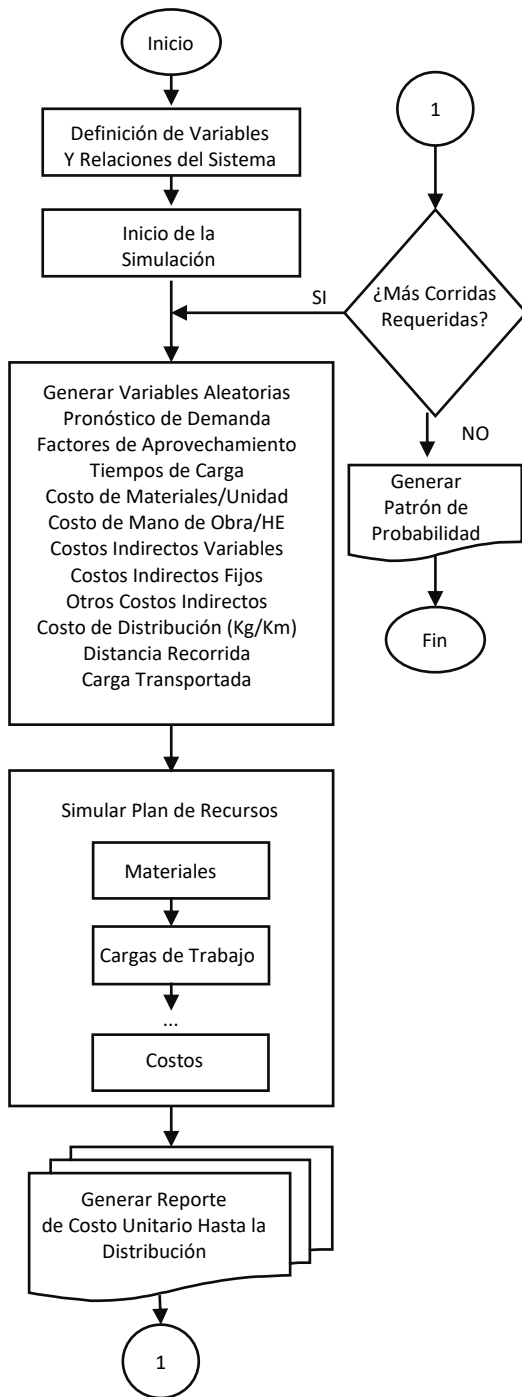 Inicio
Definición de Variables
Y Relaciones del Sistema
Inicio de la
Simulación
Generar Variables Aleatorias
Pronóstico de Demanda
Factores de Aprovechamiento
Tiempos de Carga
Costo de Materiales/Unidad
Costo de Mano de Obra/HE
Costos Indirectos Variables
Costos Indirectos Fijos
Otros Costos Indirectos
Costo de Distribución (Kg/Km)
Distancia Recorrida
Carga Transportada
Simular Plan de Recursos
Materiales
Cargas de Trabajo
...
Costos
Generar Reporte
de Costo Unitario Hasta la
Distribución
1
1
¿Más Corridas
Requeridas?
SI
NO
Generar
Patrón de
Probabilidad
Fin